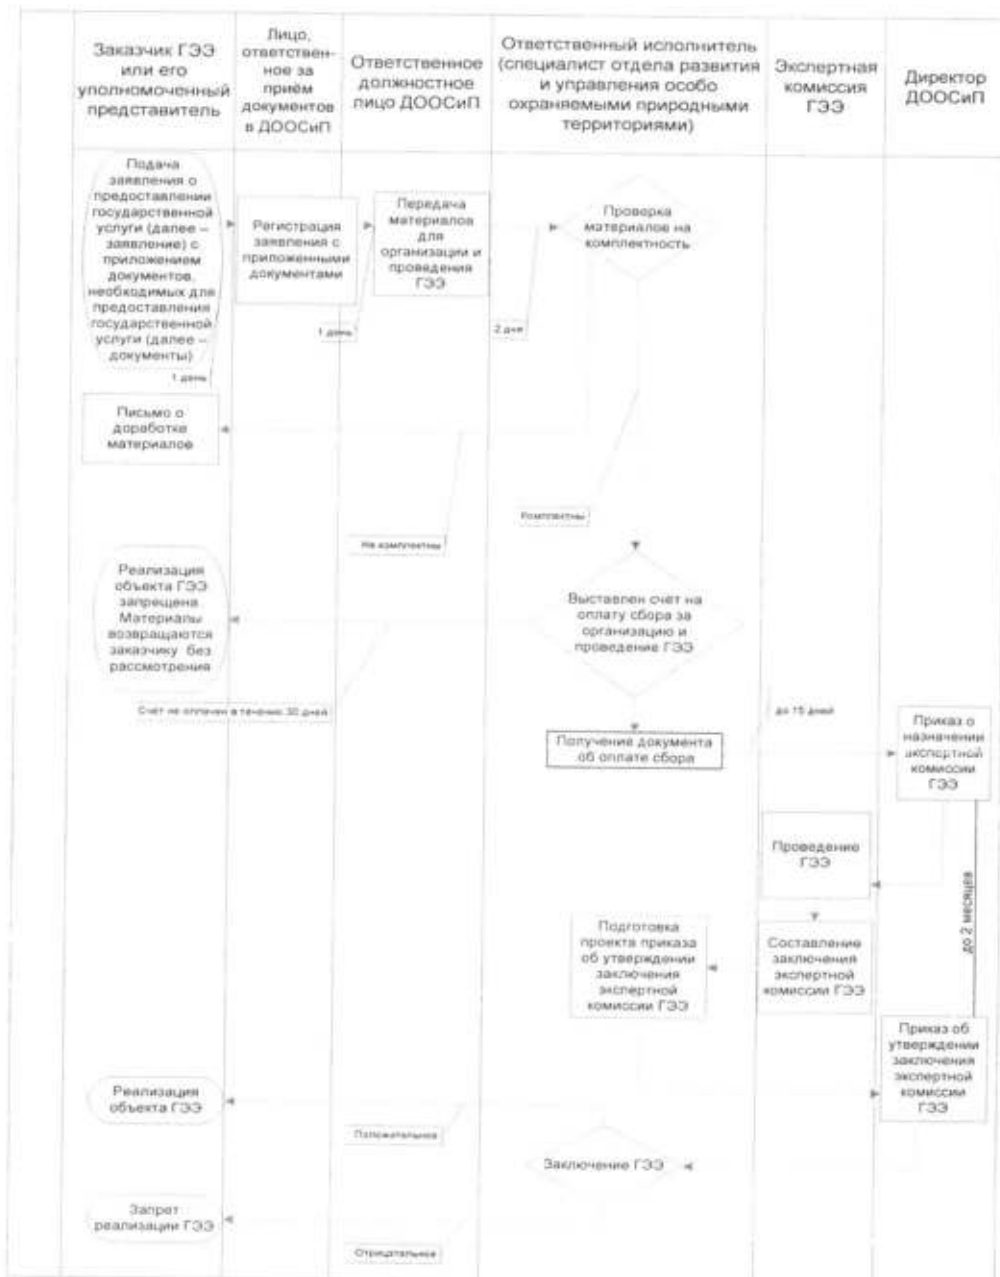 Заказчик ГЭЭ
или его
уполномоченный
представитель
Лицо,
ответствен-
ное за
приём
документов
в ДООСиП
Ответственное
должностное
лицо ДООСиП
Ответственный исполнитель
(специалист отдела развития
и управления особо
охраняемыми природными
территориями)
Экспертная
комиссия
ГЭЭ
Директор
ДООСиП
Подача
заявления о
предоставлении
государственной
услуги (далее –
заявление) с
приложением
документов,
необходимых для
предоставления
государственной
услуги (далее –
документы)
1 день
Регистрация
заявления с
приложенными
документами
1 день
Передача
материалов
для
организации и
проведения
ГЭЭ
2 дня
Проверка
материалов на
комплектность
Письмо о
доработке
материалов
Не комплектны
Комплектны
Реализация
объекта ГЭЭ
запрещена.
Материалы
возвращаются
заказчику без
рассмотрения
Выставлен счёт на
оплату сбора за
организацию и
проведение ГЭЭ
Счёт не оплачен в течение 30 дней
до 15 дней
Получение документа
об оплате сбора
Приказ о
назначении
экспертной
комиссии
ГЭЭ
Проведение
ГЭЭ
до 2 месяцев
Подготовка
проекта приказа
об утверждении
заключения
экспертной
комиссии ГЭЭ
Составление
заключения
экспертной
комиссии ГЭЭ
Приказ об
утверждении
заключения
экспертной
комиссии
ГЭЭ
Реализация
объекта ГЭЭ
Положительное
Заключение ГЭЭ
Запрет
реализации ГЭЭ
Отрицательное